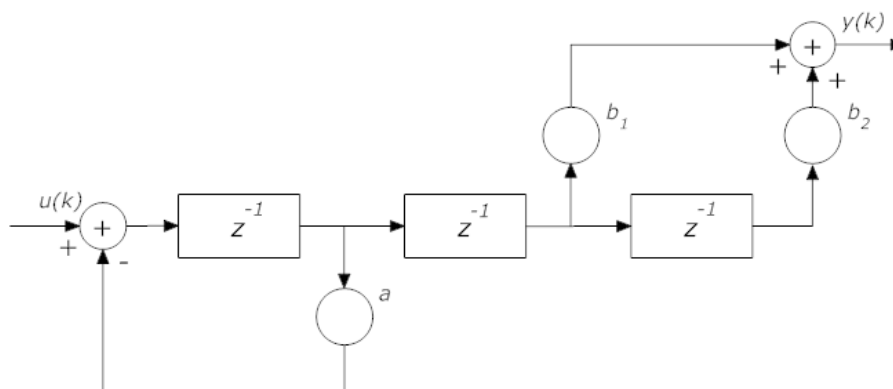 y(k)
+
+
+
b₁
b₂
u(k)
+
+
-
z⁻¹
z⁻¹
z⁻¹
a